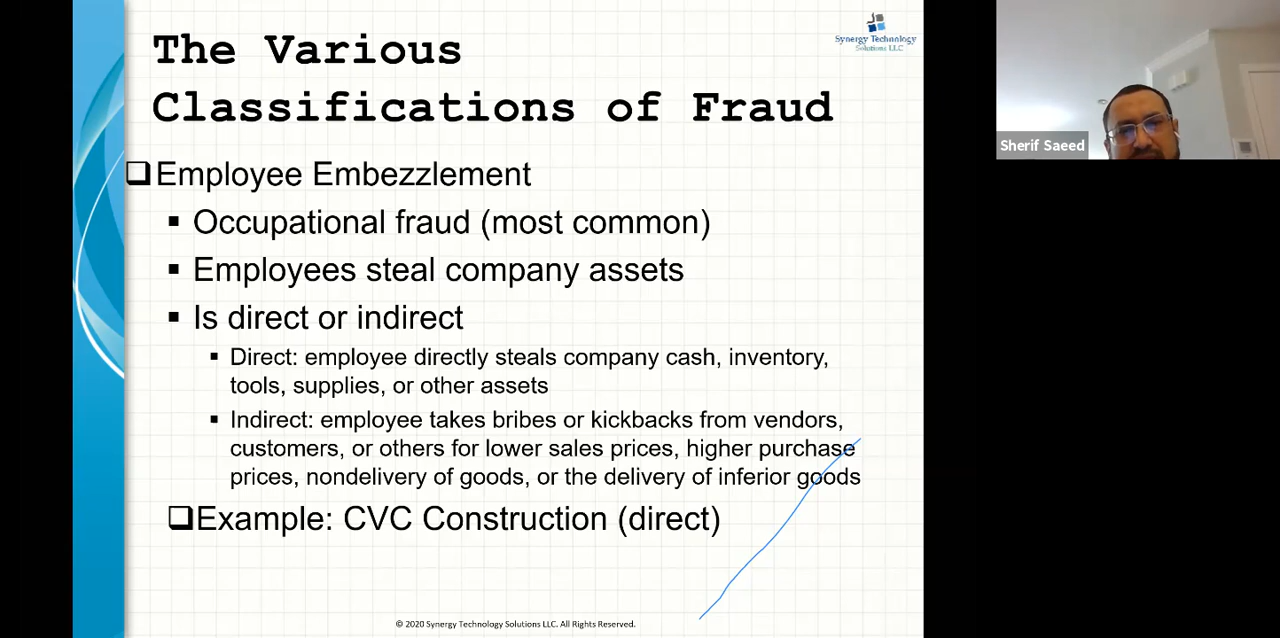 The Various
Classifications of Fraud
Synergy Technology
Solutions LLC
Sherif Saeed
Employee Embezzlement
Occupational fraud (most common)
Employees steal company assets
Is direct or indirect
Direct: employee directly steals company cash, inventory,
tools, supplies, or other assets
Indirect: employee takes bribes or kickbacks from vendors,
customers, or others for lower sales prices, higher purchase
prices, nondelivery of goods, or the delivery of inferior goods
Example: CVC Construction (direct)
© 2020 Synergy Technology Solutions LLC. All Rights Reserved.